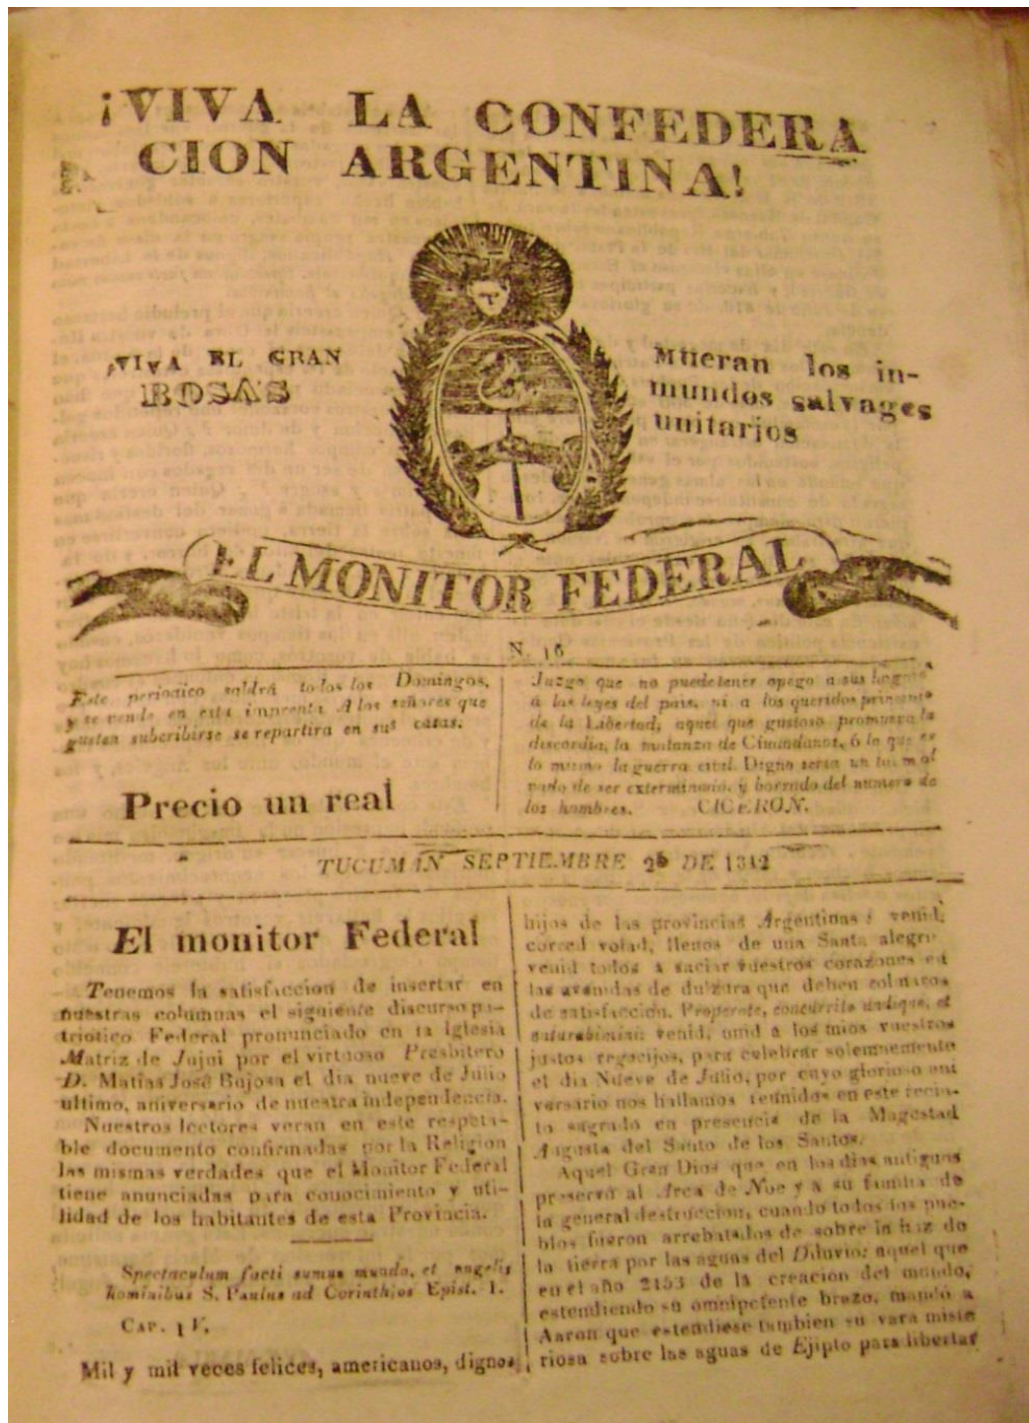 ¡VIVA LA CONFEDERA
CION ARGENTINA!
¡VIVA EL GRAN
ROSAS
Mueran los in-
mundos salvages
unitarios
EL MONITOR FEDERAL
N. 16
Este periodico saldrá todos los Domingos,
y se vende en esta imprenta A los señores que
gusten subcribirse se repartira en sus casas.
Precio un real
Juzgo que no puede tener apego a sus hogares
á las leyes del pais, ni a los queridos
de la Libertad, aquel que gustoso promueva la
discordia, la matanza de Ciudadanos, ó lo que es
lo mismo la guerra civil. Digno seria un tal mal
vado de ser exterminado, y borrado del numero de
los hombres. CICERON.
TUCUMAN SEPTIEMBRE DE 1842
El monitor Federal
Tenemos la satisfaccion de insertar en
nuestras columnas el siguiente discurso pa-
triotico Federal pronunciado en la Iglesia
Matriz de Jujui por el virtuoso Presbitero
D. Matias José Bajosa el dia nueve de Julio
ultimo, aniversario de nuestra independencia.
Nuestros lectores veran en este respeta-
ble documento confirmadas por la Religion
las mismas verdades que el Monitor Federal
tiene anunciadas para conocimiento y uti-
lidad de los habitantes de esta Provincia.
Spectaculum facti sumus mundo, et angelis
hominibus S. Paulus ad Corinthios Epist. 1.
CAP. IV.
Mil y mil veces felices, americanos, dignos
hijos de las provincias Argentinas: venid,
corred volad, llenos de una Santa alegre
venid todos a saciar vuestros corazones en
las avenidas de dulzura que deben colmaros
de satisfaccion. Properate, concurrite undique, et
venid, unid a los mios vuestros
justos regocijos, para celebrar solemnemente
el dia Nueve de Julio, por cuyo glorioso ani
versario nos hallamos reunidos en este recin-
to sagrado en presencia de la Magestad
Augusta del Santo de los Santos.
Aquel Gran Dios que en los dias antiguos
preservó al Arca de Noe y a su familia de
la general destruccion, cuando todos los pue-
blos fueron arrebatados de sobre la haz de
la tierra por las aguas del Diluvio: aquel que
en el año 2453 de la creacion del mundo,
estendiendo su omnipotente brazo, mandó a
Aaron que estendiese tambien su vara miste
riosa sobre las aguas de Ejipto para libertar